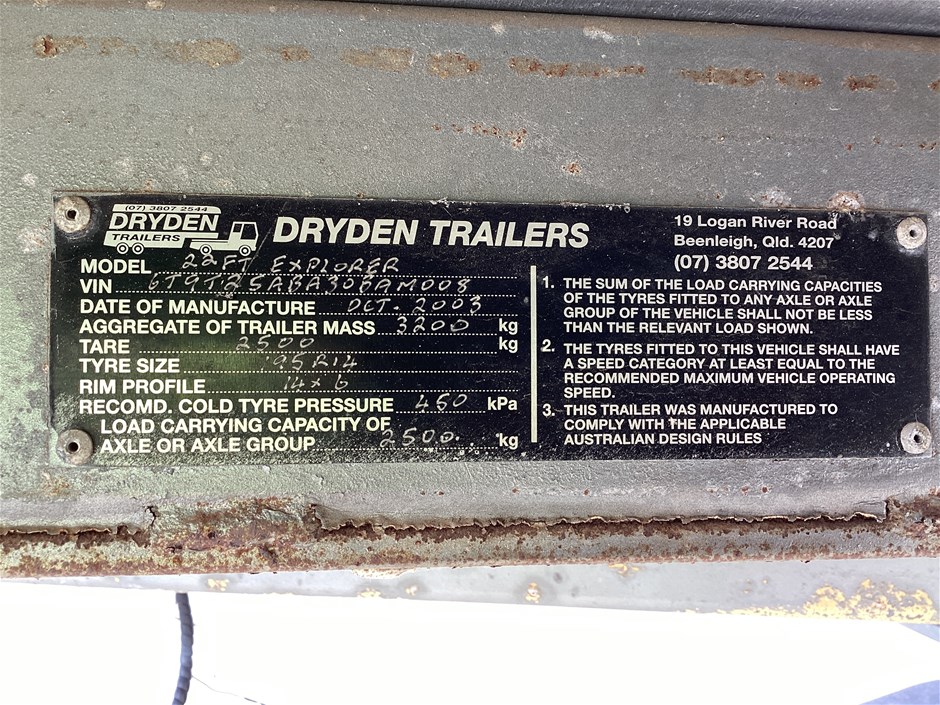 (07) 3807 2544
DRYDEN
TRAILERS
DRYDEN TRAILERS
19 Logan River Road
Beenleigh, Qld. 4207
(07) 3807 2544
MODEL 22FT EXPLORER
VIN
DATE OF MANUFACTURE OCT. 2003
AGGREGATE OF TRAILER MASS 3200 kg
TARE 2500 kg
TYRE SIZE 95R14
RIM PROFILE 14 x 6
RECOMD. COLD TYRE PRESSURE 450 kPa
LOAD CARRYING CAPACITY OF
AXLE OR AXLE GROUP 2500 kg
1. THE SUM OF THE LOAD CARRYING CAPACITIES
OF THE TYRES FITTED TO ANY AXLE OR AXLE
GROUP OF THE VEHICLE SHALL NOT BE LESS
THAN THE RELEVANT LOAD SHOWN.
2. THE TYRES FITTED TO THIS VEHICLE SHALL HAVE
A SPEED CATEGORY AT LEAST EQUAL TO THE
RECOMMENDED MAXIMUM VEHICLE OPERATING
SPEED.
3. THIS TRAILER WAS MANUFACTURED TO
COMPLY WITH THE APPLICABLE
AUSTRALIAN DESIGN RULES